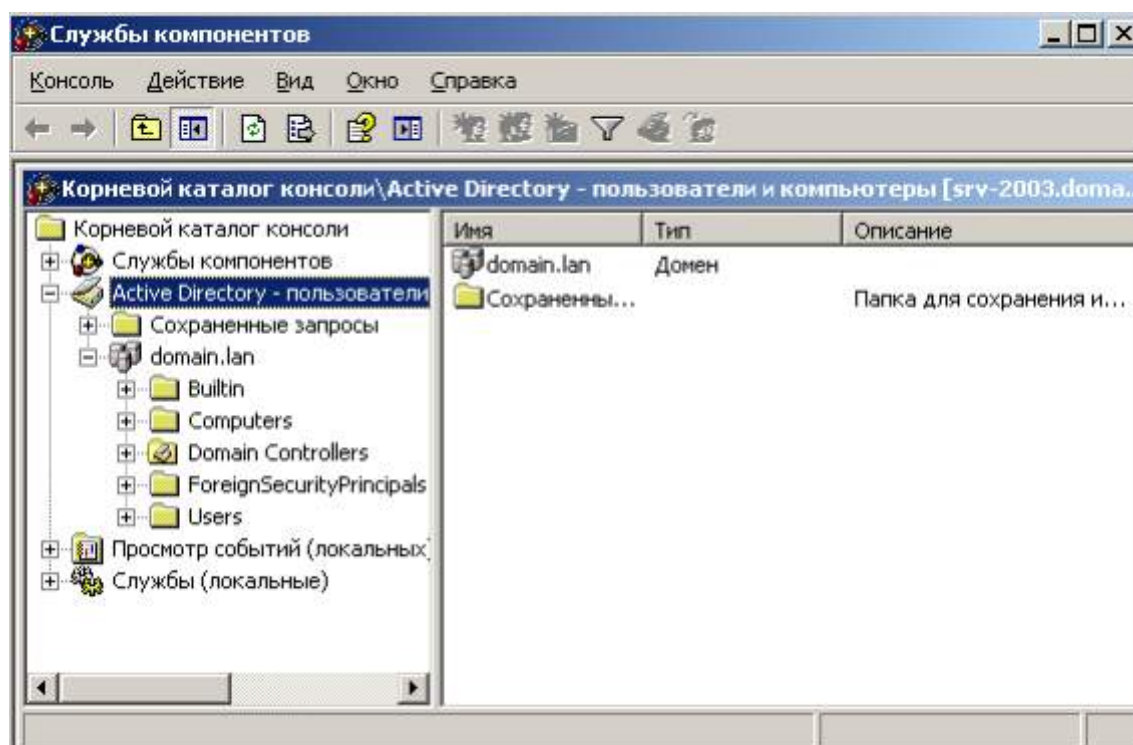 Службы компонентов
Консоль Действие Вид Окно Справка
Корневой каталог консоли\Active Directory - пользователи и компьютеры [srv-2003.doma...
Корневой каталог консоли
Службы компонентов
Active Directory - пользователи
Сохраненные запросы
domain.lan
Builtin
Computers
Domain Controllers
ForeignSecurityPrincipals
Users
Просмотр событий (локальных)
Службы (локальные)
Имя Тип Описание
domain.lan Домен
Сохраненны... Папка для сохранения и...